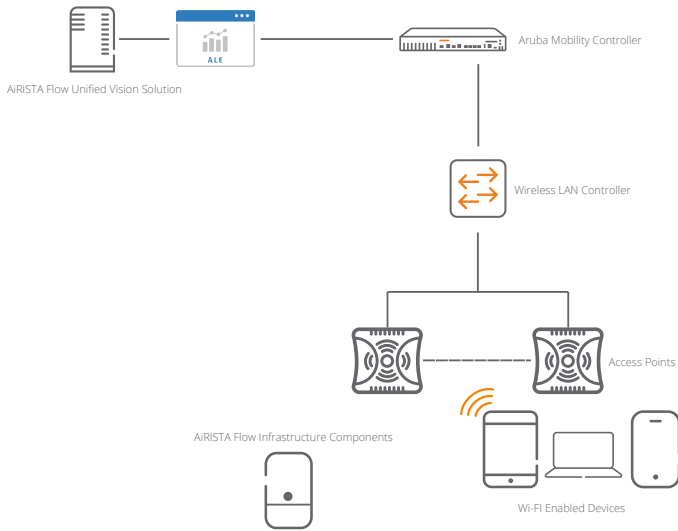 Aruba Mobility Controller
ALE
AiRISTA Flow Unified Vision Solution
Wireless LAN Controller
Access Points
AiRISTA Flow Infrastructure Components
Wi-FI Enabled Devices